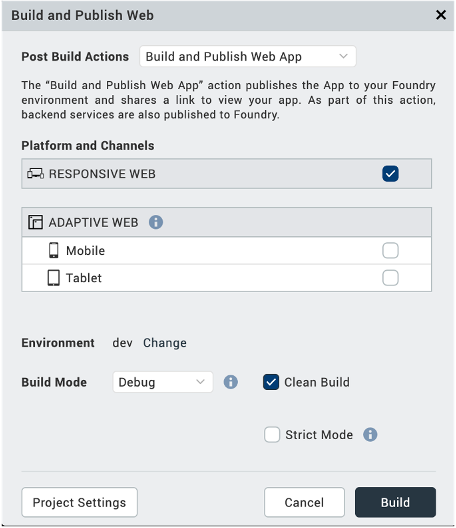 Build and Publish Web
Post Build Actions Build and Publish Web App
The “Build and Publish Web App” action publishes the App to your Foundry
environment and shares a link to view your app. As part of this action,
backend services are also published to Foundry.
Platform and Channels
RESPONSIVE WEB
ADAPTIVE WEB
Mobile
Tablet
Environment dev Change
Build Mode Debug Clean Build
Strict Mode
Project Settings Cancel Build